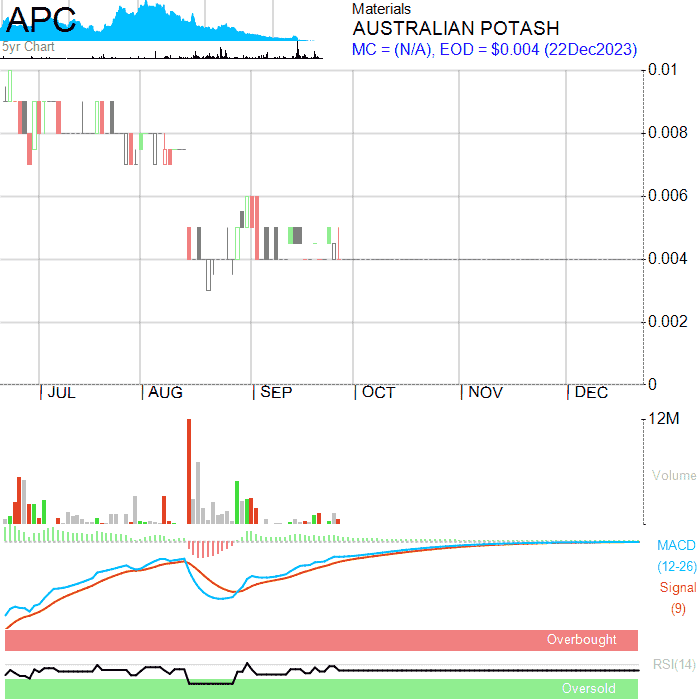 APC
5yr Chart
Materials
AUSTRALIAN POTASH
MC = (N/A), EOD = $0.004 (22Dec2023)
0.01
0.008
0.006
0.004
0.002
0
JUL AUG SEP OCT NOV DEC
12M
Volume
MACD
(12-26)
Signal
(9)
Overbought
RSI(14)
Oversold